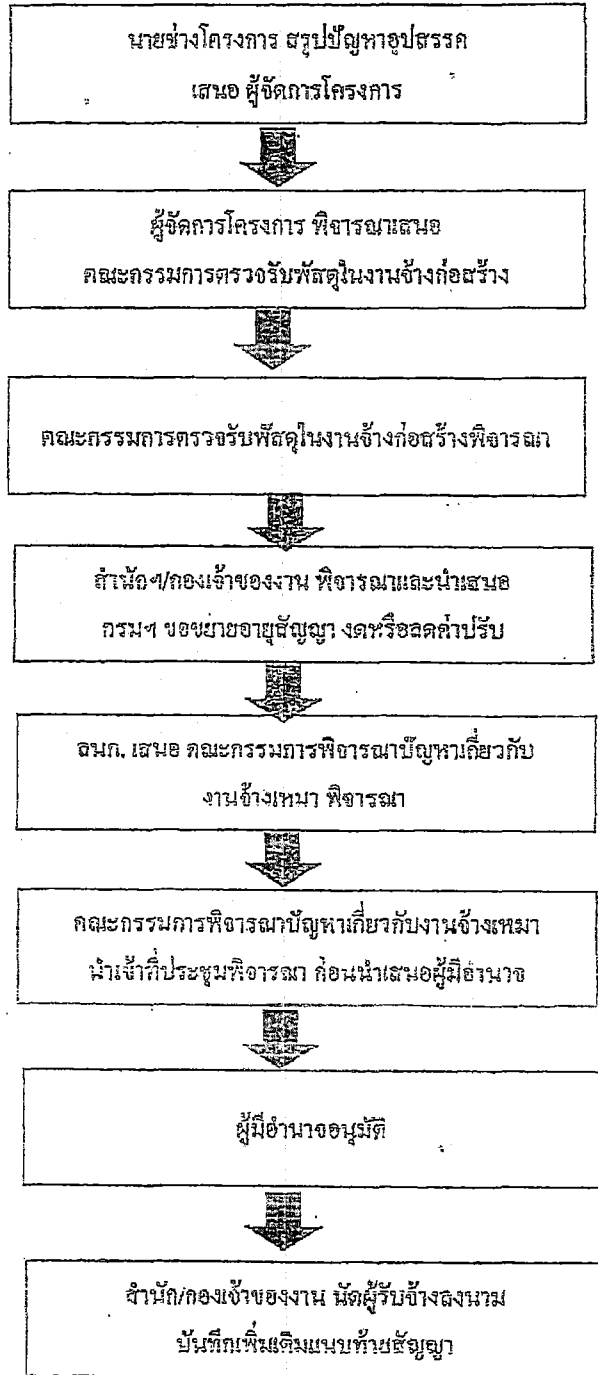 นายช่างโครงการ สรุปปัญหาอุปสรรค
เสนอ ผู้จัดการโครงการ
ผู้จัดการโครงการ พิจารณาเสนอ
คณะกรรมการตรวจรับพัสดุในงานจ้างก่อสร้าง
คณะกรรมการตรวจรับพัสดุในงานจ้างก่อสร้างพิจารณา
สำนักฯ/กองเจ้าของงาน พิจารณาและนำเสนอ
กรมฯ ขอขยายอายุสัญญา งดหรือลดค่าปรับ
ลนก. เสนอ คณะกรรมการพิจารณาปัญหาเกี่ยวกับ
งานจ้างเหมา พิจารณา
คณะกรรมการพิจารณาปัญหาเกี่ยวกับงานจ้างเหมา
นำเข้าที่ประชุมพิจารณา ก่อนนำเสนอผู้มีอำนาจ
ผู้มีอำนาจอนุมัติ
สำนัก/กองเจ้าของงาน นัดผู้รับจ้างลงนาม
บันทึกเพิ่มเติมแนบท้ายสัญญา